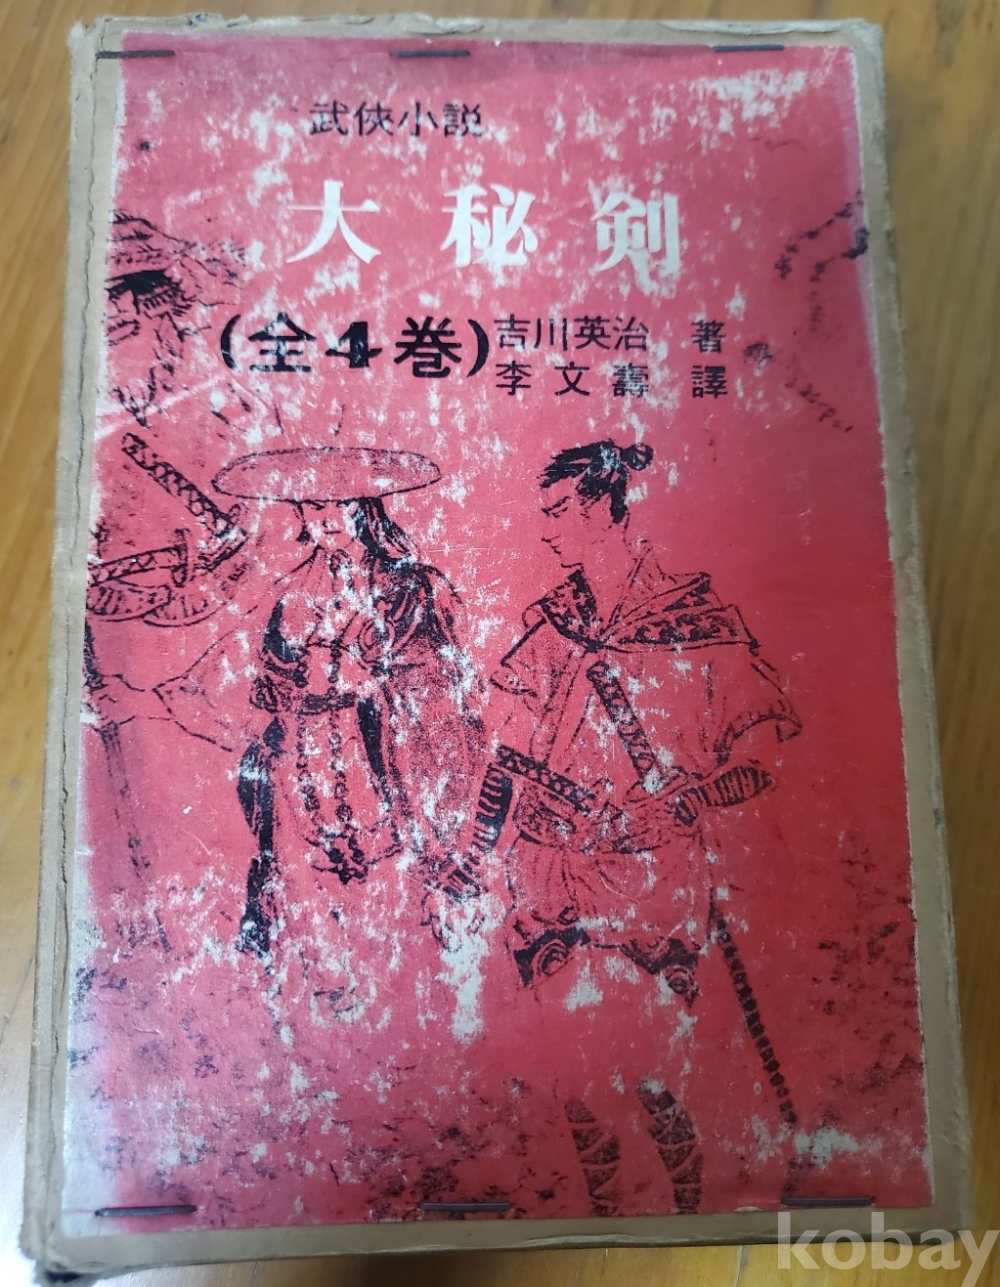 武俠小説
大秘剣
(全4巻)
吉川英治 著
李文壽 譯
kobay